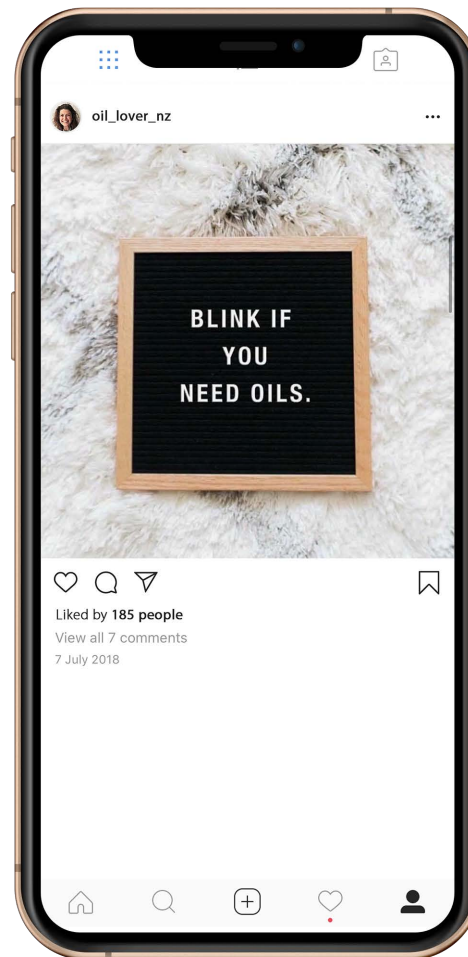 oil_lover_nz
BLINK IF
YOU
NEED OILS.
Liked by 185 people
View all 7 comments
7 July 2018